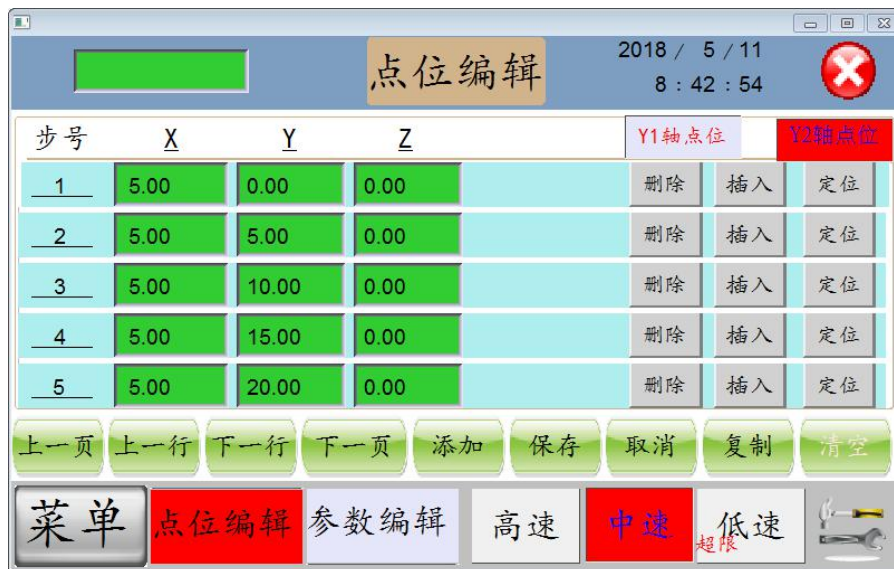 点位编辑
2018 / 5 / 11
8 : 42 : 54
步号 X Y Z Y1轴点位 Y2轴点位
1 5.00 0.00 0.00 删除 插入 定位
2 5.00 5.00 0.00 删除 插入 定位
3 5.00 10.00 0.00 删除 插入 定位
4 5.00 15.00 0.00 删除 插入 定位
5 5.00 20.00 0.00 删除 插入 定位
上一页 上一行 下一行 下一页 添加 保存 取消 复制 清空
菜单 点位编辑 参数编辑 高速 中速 低速
超限